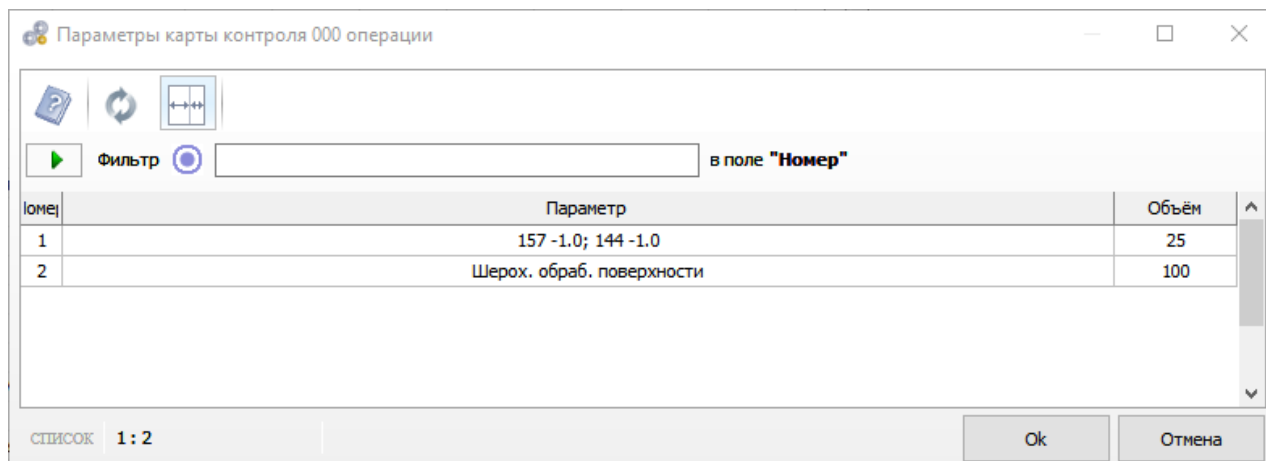 Параметры карты контроля 000 операции
Фильтр в поле "Номер"
Номер Параметр Объём
1 157 -1.0; 144 -1.0 25
2 Шерох. обраб. поверхности 100
СПИСОК 1:2 Ok Отмена